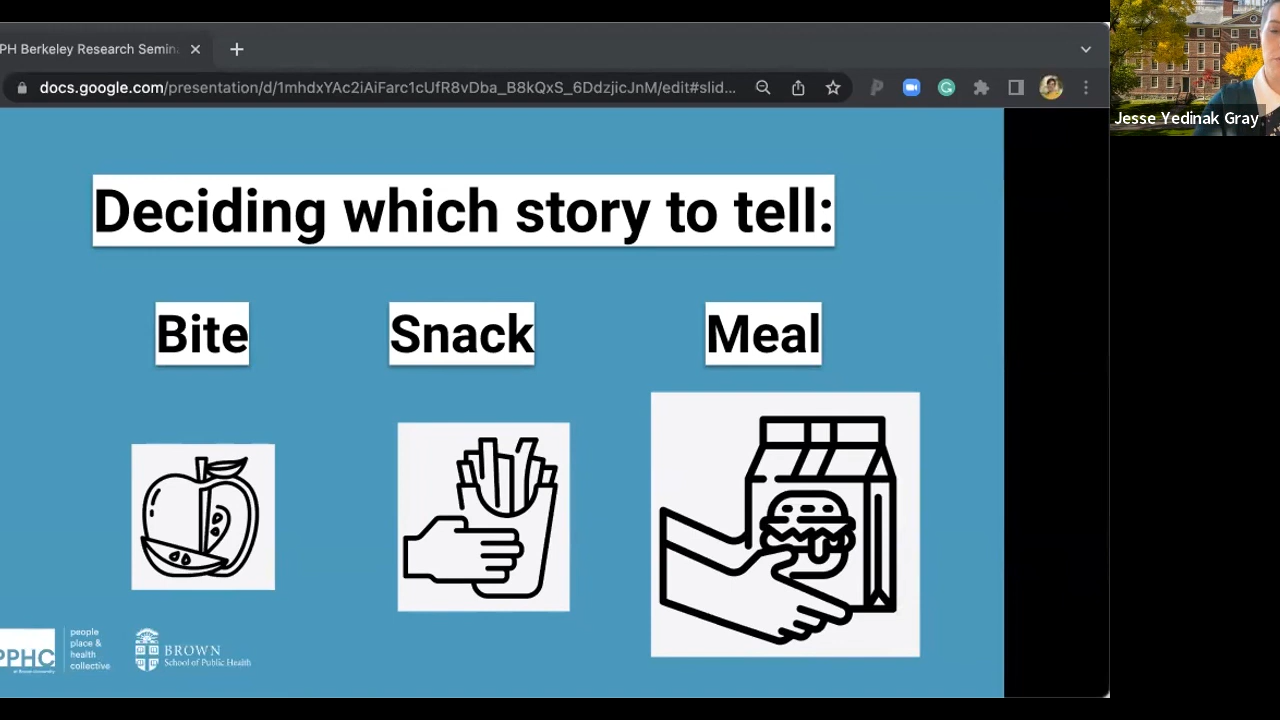 PH Berkeley Research Semin
docs.google.com/presentation/d/1mhdxYAc2iAiFarc1cUfR8vDba_B8kQxS_6DdzjicJnM/edit#slid...
Jesse Yedinak Gray
Deciding which story to tell:
Bite
Snack
Meal
PPHC
people
place &
health
collective
BROWN
School of Public Health